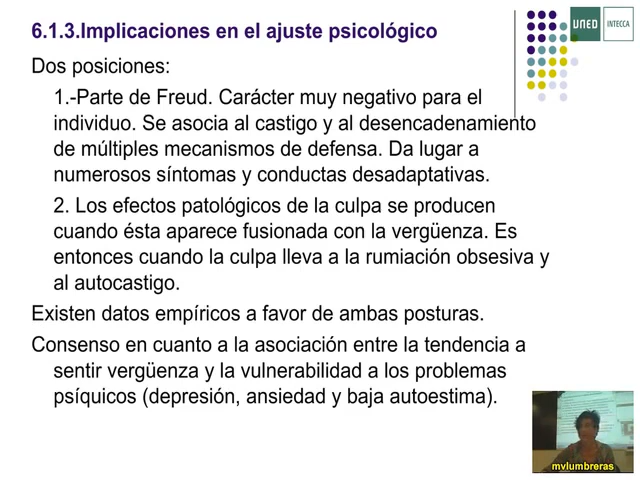 6.1.3.Implicaciones en el ajuste psicológico
UNED
INTECCA
Dos posiciones:
1.-Parte de Freud. Carácter muy negativo para el
individuo. Se asocia al castigo y al desencadenamiento
de múltiples mecanismos de defensa. Da lugar a
numerosos síntomas y conductas desadaptativas.
2. Los efectos patológicos de la culpa se producen
cuando ésta aparece fusionada con la vergüenza. Es
entonces cuando la culpa lleva a la rumiación obsesiva y
al autocastigo.
Existen datos empíricos a favor de ambas posturas.
Consenso en cuanto a la asociación entre la tendencia a
sentir vergüenza y la vulnerabilidad a los problemas
psíquicos (depresión, ansiedad y baja autoestima).
mvlumbreras